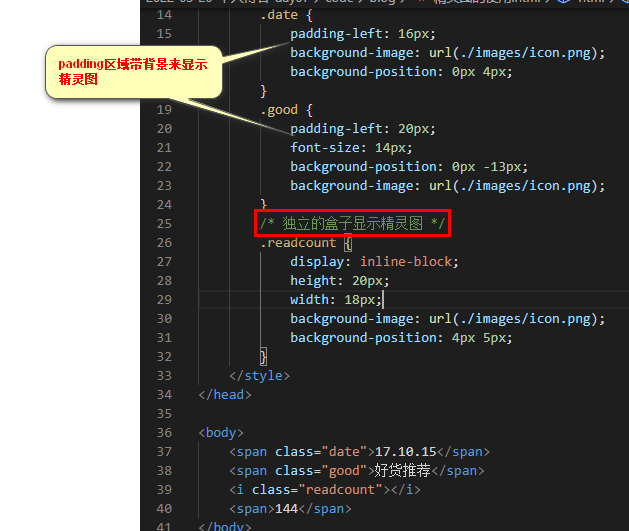 14 .date {
15 padding-left: 16px;
background-image: url(./images/icon.png);
background-position: 0px 4px;
}
padding区域带背景来显示
精灵图
19 .good {
20 padding-left: 20px;
21 font-size: 14px;
22 background-position: 0px -13px;
23 background-image: url(./images/icon.png);
24 }
25 /* 独立的盒子显示精灵图 */
26 .readcount {
27 display: inline-block;
28 height: 20px;
29 width: 18px;
30 background-image: url(./images/icon.png);
31 background-position: 4px 5px;
32 }
33 </style>
34 </head>
35
36 <body>
37 <span class="date">17.10.15</span>
38 <span class="good">好货推荐</span>
39 <i class="readcount"></i>
40 <span>144</span>
41 </body>